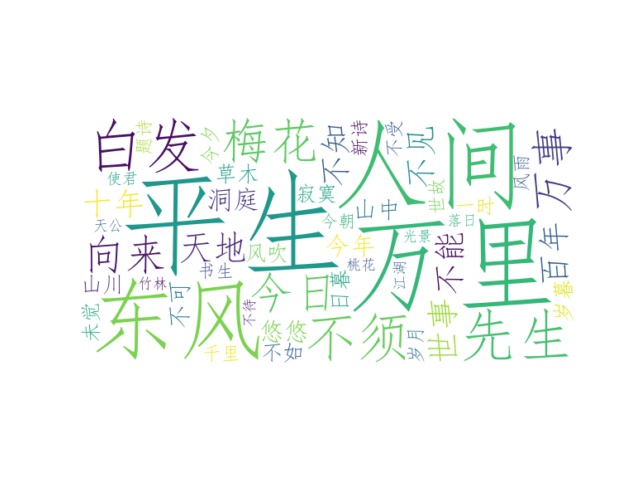 白发
题诗
今夕
梅花
不知
新诗
不受
不见
人间
风雨
万事
使君
草木
十年
天公
平生
洞庭
寂寞
山中
今朝
世故
一时
落日
向来
天地
风吹
今年
光景
万里
不能
百年
书生
桃花
江湖
山川
竹林
未觉
东风
不可
今日
日暮
不待
悠悠
不须
岁月
世事
先生
岁暮
千里
不如